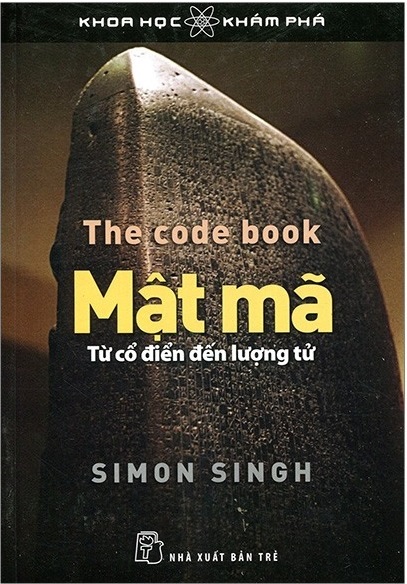 KHOA HỌC KHÁM PHÁ
The code book
Mật mã
Từ cổ điển đến lượng tử
SIMON SINGH
NHÀ XUẤT BẢN TRẺ